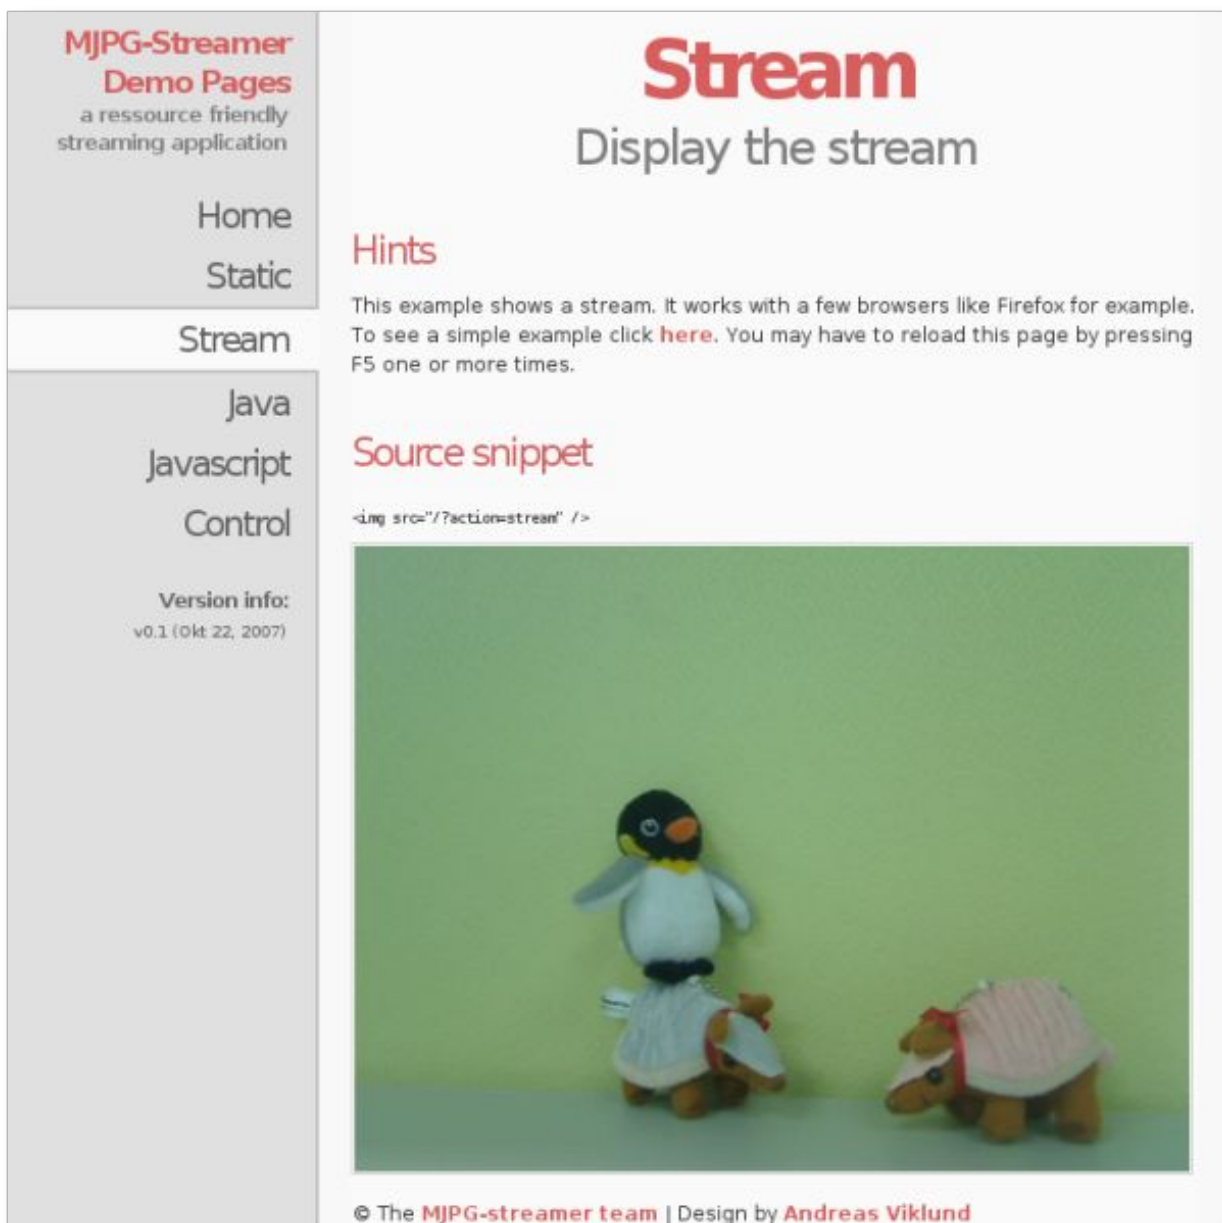 MJPG-Streamer
Demo Pages
a ressource friendly
streaming application
Home
Static
Stream
Java
Javascript
Control
Version info:
v0.1 (Okt 22, 2007)
Stream
Display the stream
Hints
This example shows a stream. It works with a few browsers like Firefox for example.
To see a simple example click here. You may have to reload this page by pressing
F5 one or more times.
Source snippet
<img src="/?action=stream" />
© The MJPG-streamer team | Design by Andreas Viklund